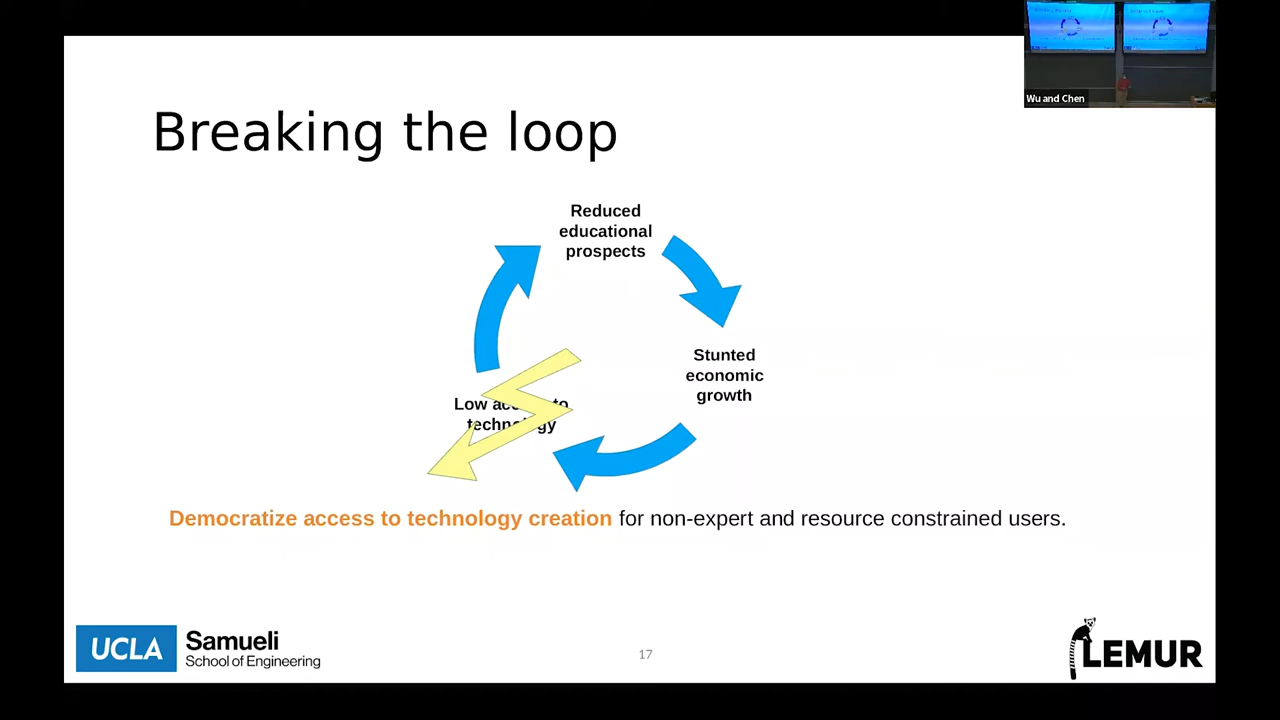 Wu and Chen
Breaking the loop
Reduced
educational
prospects
Stunted
economic
growth
Low to
Democratize access to technology creation for non-expert and resource constrained users.
UCLA Samueli
School of Engineering
17
LEMUR